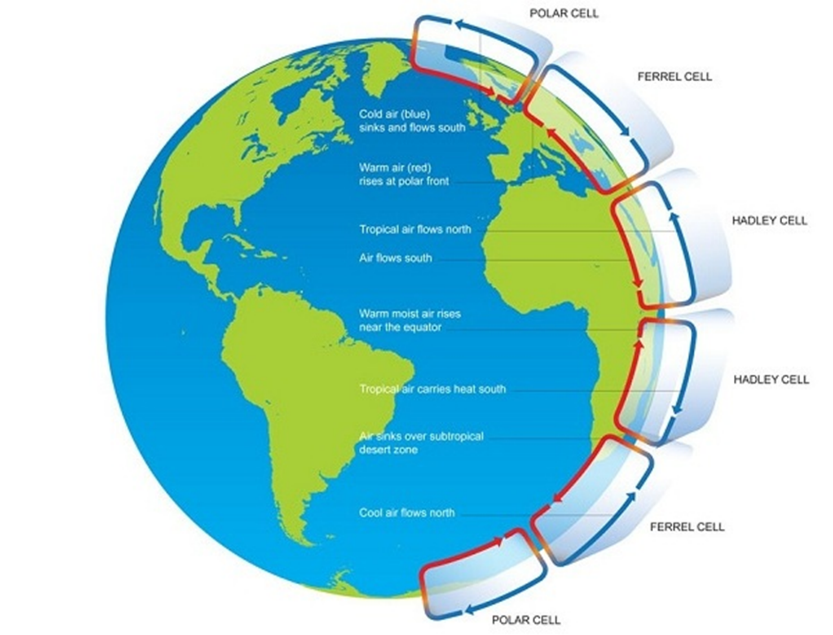 POLAR CELL
FERREL CELL
Cold air (blue)
sinks and flows south
Warm air (red)
rises at polar front
HADLEY CELL
Tropical air flows north
Air flows south
Warm moist air rises
near the equator
HADLEY CELL
Tropical air carries heat south
Air sinks over subtropical
desert zone
Cool air flows north
FERREL CELL
POLAR CELL